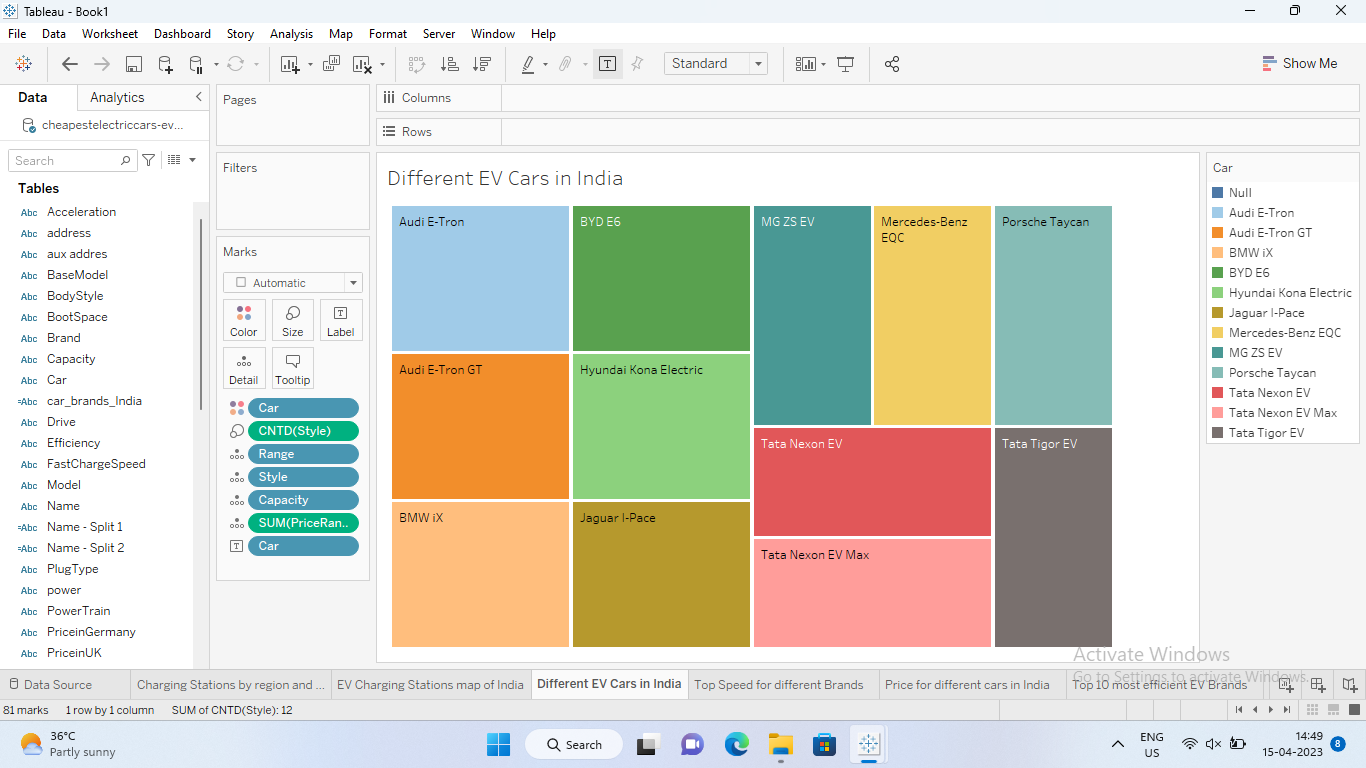 Tableau - Book1
File Data Worksheet Dashboard Story Analysis Map Format Server Window Help
Standard
Show Me
Data Analytics
cheapestelectriccars-ev...
Search
Tables
Abc Acceleration
Abc address
Abc aux addres
Abc BaseModel
Abc BodyStyle
Abc BootSpace
Abc Brand
Abc Capacity
Abc Car
=Abc car_brands_India
Abc Drive
Abc Efficiency
Abc FastChargeSpeed
Abc Model
Abc Name
=Abc Name - Split 1
=Abc Name - Split 2
Abc PlugType
Abc power
Abc PowerTrain
Abc PriceinGermany
Abc PriceinUK
Pages
Filters
Marks
Automatic
Color Size Label
Detail Tooltip
Car
CNTD(Style)
Range
Style
Capacity
SUM(PriceRan..
Car
Columns
Rows
Different EV Cars in India
Audi E-Tron
BYD E6
MG ZS EV
Mercedes-Benz
EQC
Porsche Taycan
Audi E-Tron GT
Hyundai Kona Electric
Tata Nexon EV
Tata Tigor EV
BMW iX
Jaguar I-Pace
Tata Nexon EV Max
Car
Null
Audi E-Tron
Audi E-Tron GT
BMW iX
BYD E6
Hyundai Kona Electric
Jaguar I-Pace
Mercedes-Benz EQC
MG ZS EV
Porsche Taycan
Tata Nexon EV
Tata Nexon EV Max
Tata Tigor EV
Activate Windows
Go to Settings to activate Windows.
Data Source
Charging Stations by region and ...
EV Charging Stations map of India
Different EV Cars in India
Top Speed for different Brands
Price for different cars in India
Top 10 most efficient EV Brands
81 marks 1 row by 1 column SUM of CNTD(Style): 12
36°C
Partly sunny
Search
ENG
US
14:49
15-04-2023
8